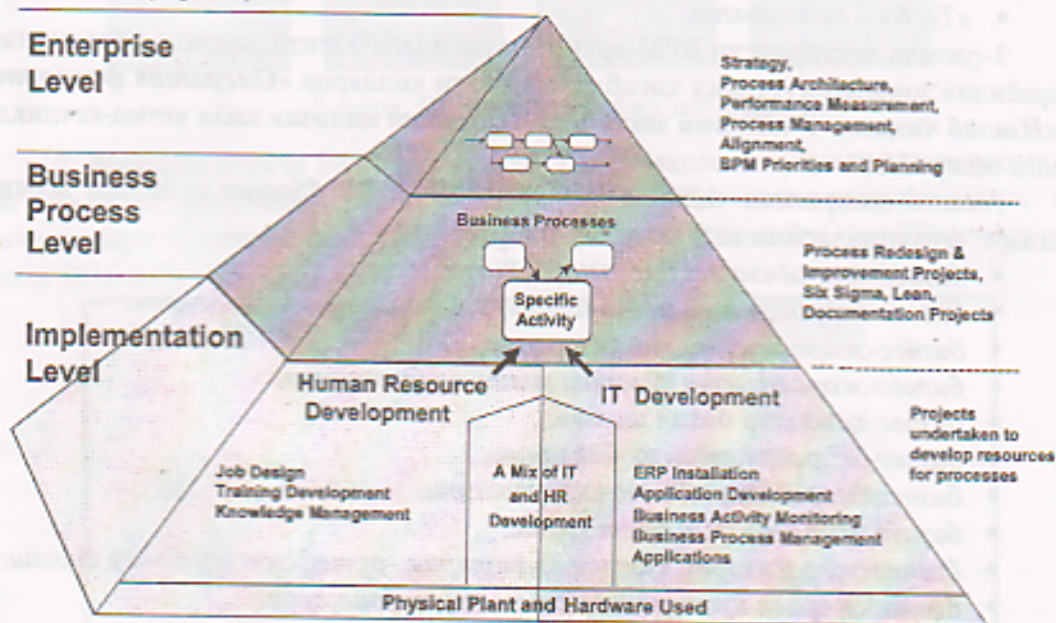 Enterprise
Level
Strategy,
Process Architecture,
Performance Measurement,
Process Management,
Alignment,
BPM Priorities and Planning
Business
Process
Level
Business Processes
Specific
Activity
Process Redesign &
Improvement Projects,
Six Sigma, Lean,
Documentation Projects
Implementation
Level
Human Resource
Development
IT Development
Job Design
Training Development
Knowledge Management
A Mix of IT
and HR
Development
ERP Installation
Application Development
Business Activity Monitoring
Business Process Management
Applications
Projects
undertaken to
develop resources
for processes
Physical Plant and Hardware Used